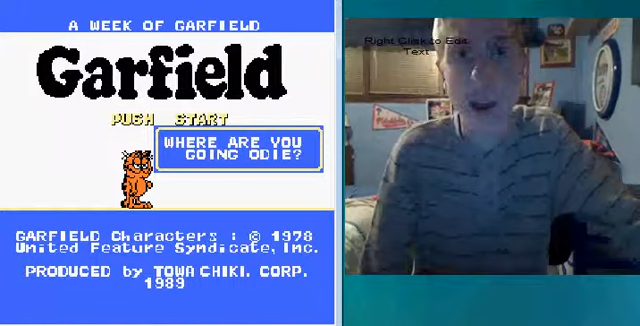 A WEEK OF GARFIELD
Garfield
PUSH START
WHERE ARE YOU
GOING ODIE?
GARFIELD Characters : © 1978
United Feature Syndicate, Inc.
PRODUCED by TOWA CHIKI. CORP.
1989
Right Click to Edit
Text